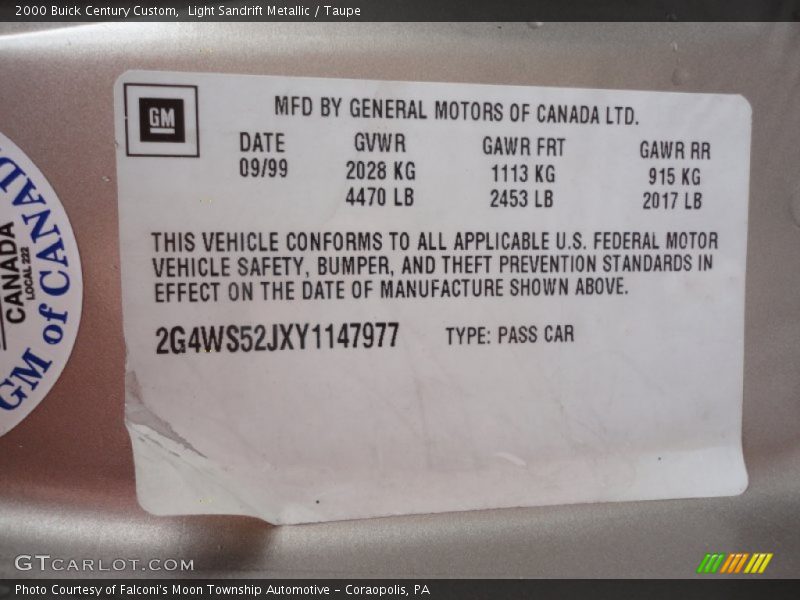 2000 Buick Century Custom,  Light Sandrift Metallic / Taupe
GM
MFD BY GENERAL MOTORS OF CANADA LTD.
DATE GVWR GAWR FRT GAWR RR
09/99 2028 KG 1113 KG 915 KG
4470 LB 2453 LB 2017 LB
THIS VEHICLE CONFORMS TO ALL APPLICABLE U.S. FEDERAL MOTOR
VEHICLE SAFETY, BUMPER, AND THEFT PREVENTION STANDARDS IN
EFFECT ON THE DATE OF MANUFACTURE SHOWN ABOVE.
2G4WS52JXY1147977 TYPE: PASS CAR
CANADA
LOCAL 222
GM of CANAD
GTCARLOT.COM
Photo Courtesy of Falconi's Moon Township Automotive – Coraopolis, PA